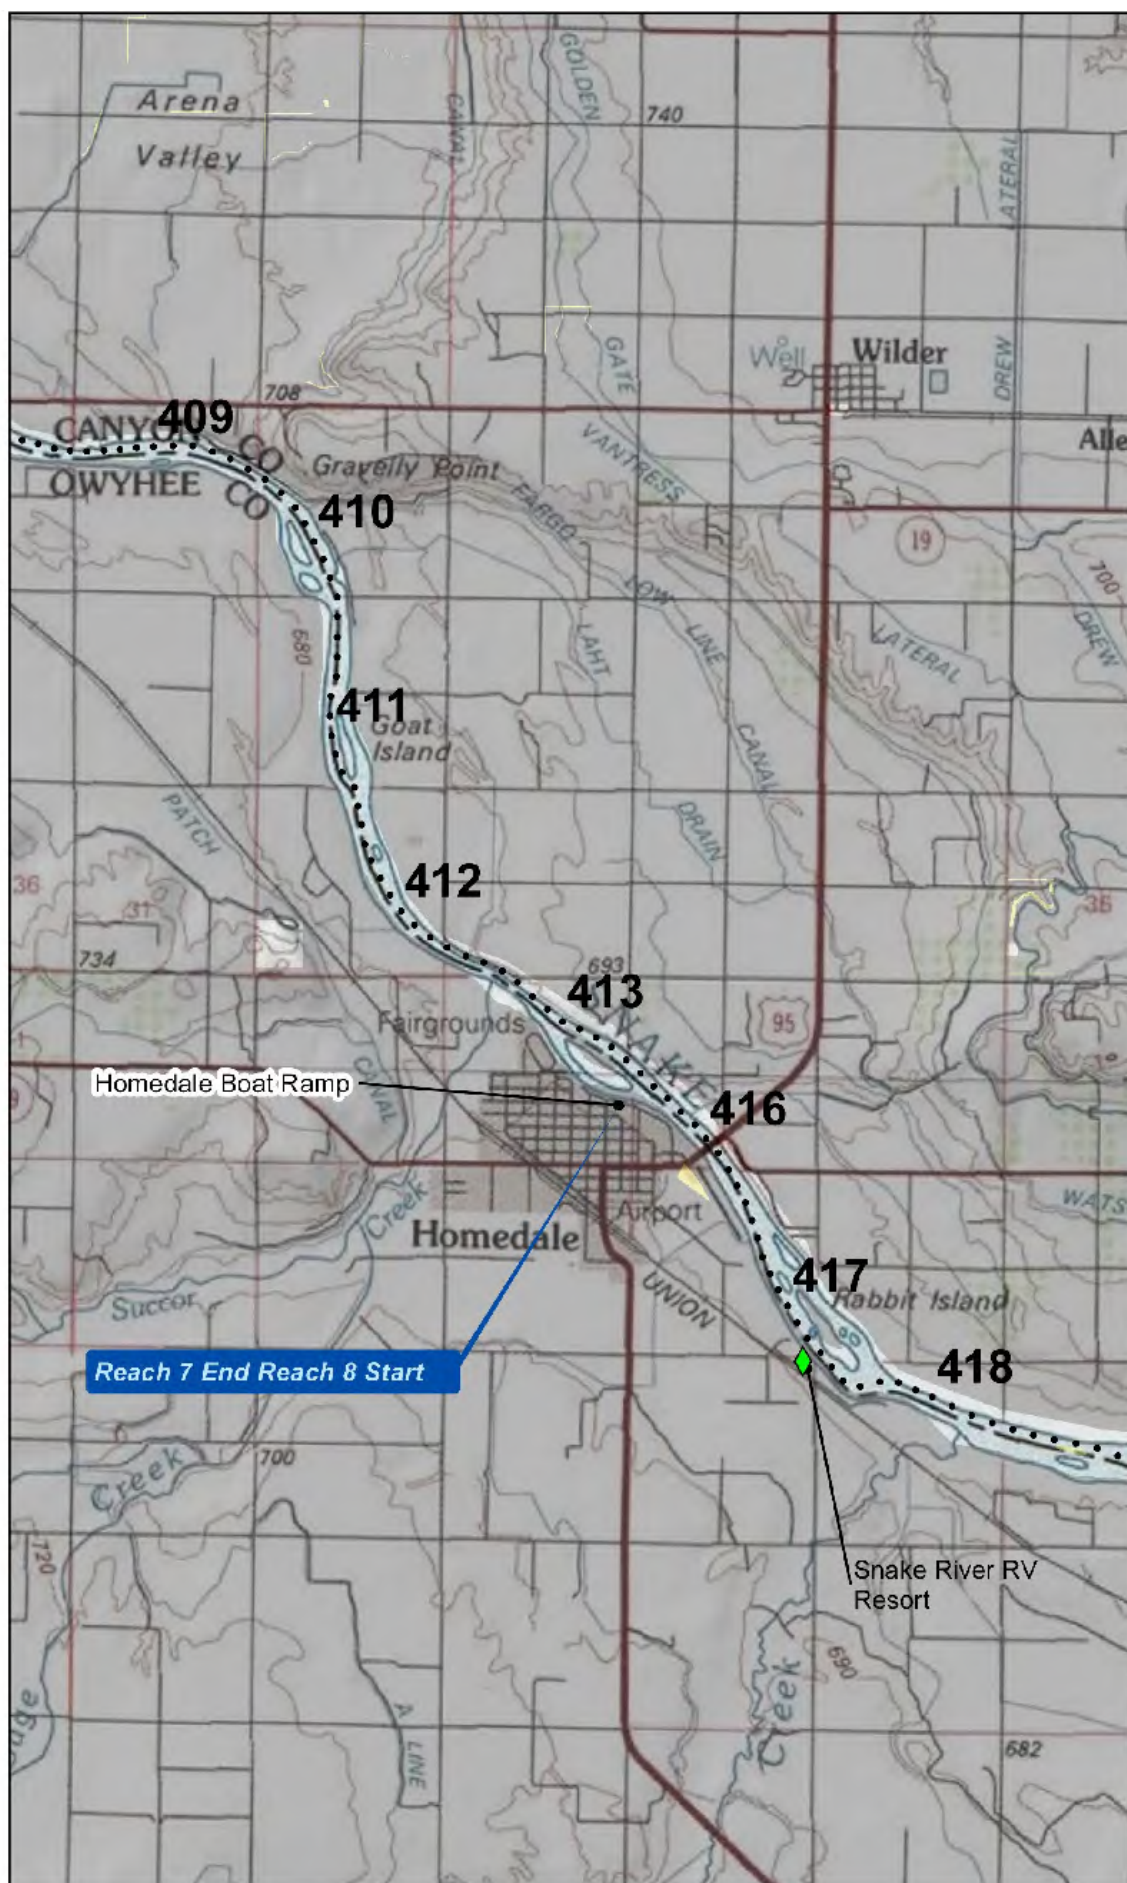 Arena
Valley
CANAL
GOLDEN
740
LATERAL
DREW
GATE
Well
Wilder
708
409
CANYON CO
OWYHEE CO
Gravelly Point
VANTRESS
Alle
410
FARGO
19
700
LOW
LINE
LAHT
LATERAL
DREW
680
411
Goat
Island
CANAL
PATCH
DRAIN
412
36
31
36
734
693
413
95
Fairgrounds
SNAKE
Homedale Boat Ramp
CANAL
416
Creek
Airport
WATS
Homedale
417
Rabbit Island
Succor
UNION
Reach 7 End Reach 8 Start
418
Creek
700
720
Snake River RV
Resort
690
Creek
A
LINE
682